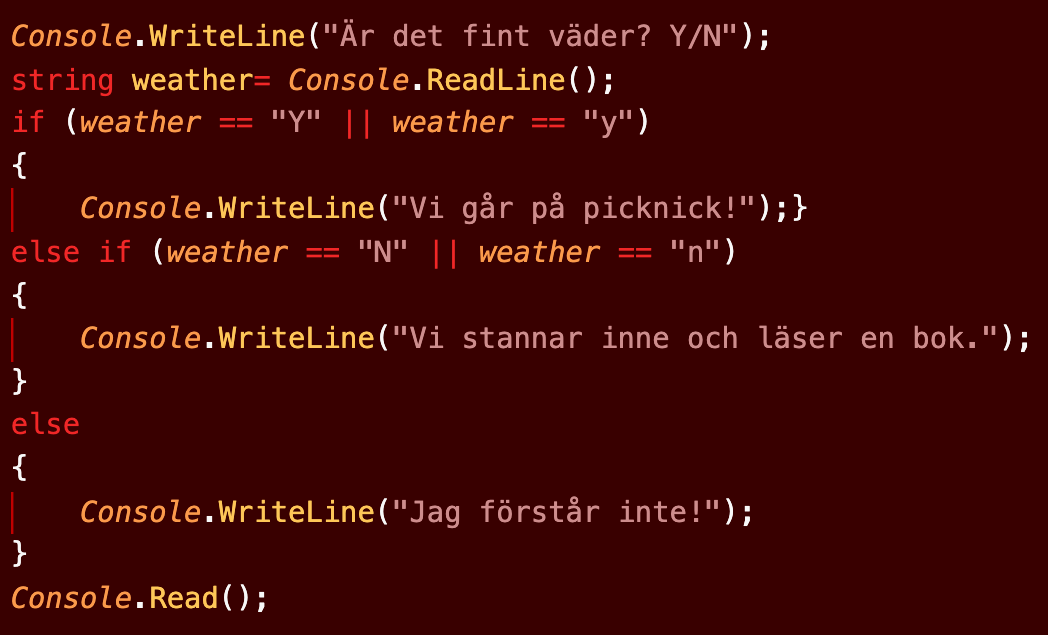 Console.WriteLine("Är det fint väder? Y/N");
string weather= Console.ReadLine();
if (weather == "Y" || weather == "y")
{
    Console.WriteLine("Vi går på picknick!");}
else if (weather == "N" || weather == "n")
{
    Console.WriteLine("Vi stannar inne och läser en bok.");
}
else
{
    Console.WriteLine("Jag förstår inte!");
}
Console.Read();